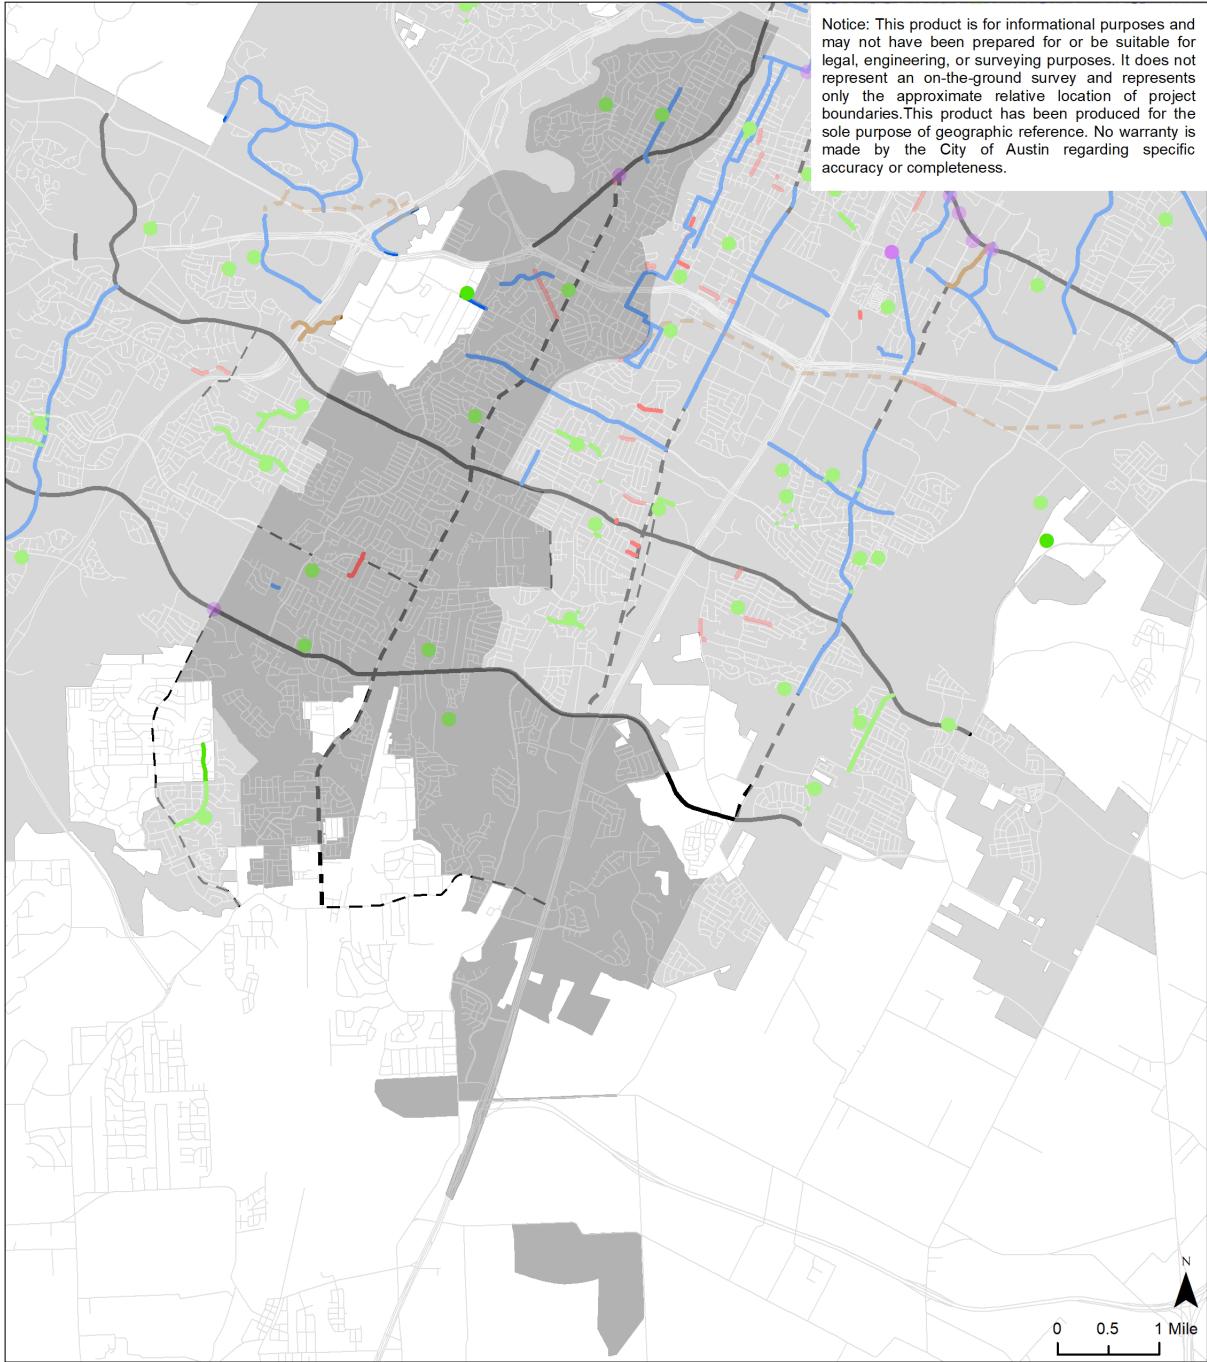 Notice: This product is for informational purposes and
may not have been prepared for or be suitable for
legal, engineering, or surveying purposes. It does not
represent an on-the-ground survey and represents
only the approximate relative location of project
boundaries.This product has been produced for the
sole purpose of geographic reference. No warranty is
made by the City of Austin regarding specific
accuracy or completeness.
N
0 0.5 1 Mile